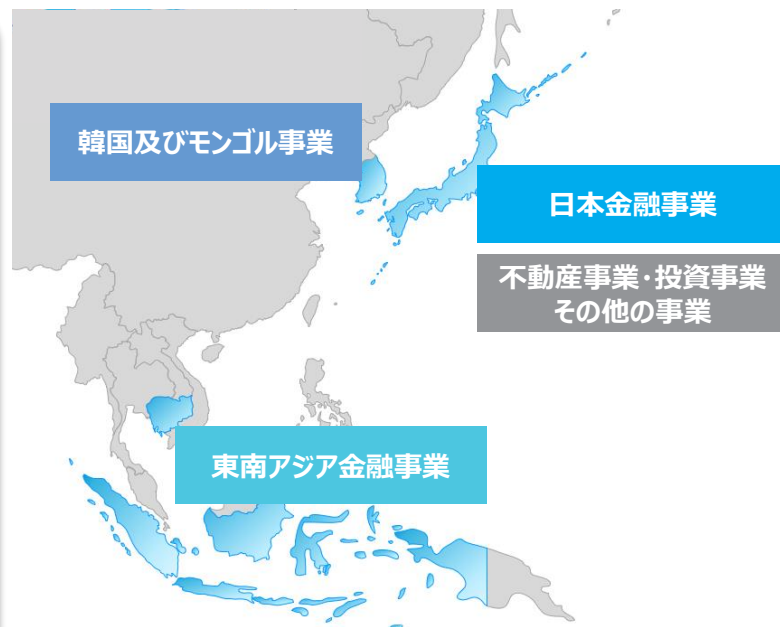 韓国及びモンゴル事業
日本金融事業
不動産事業・投資事業
その他の事業
東南アジア金融事業